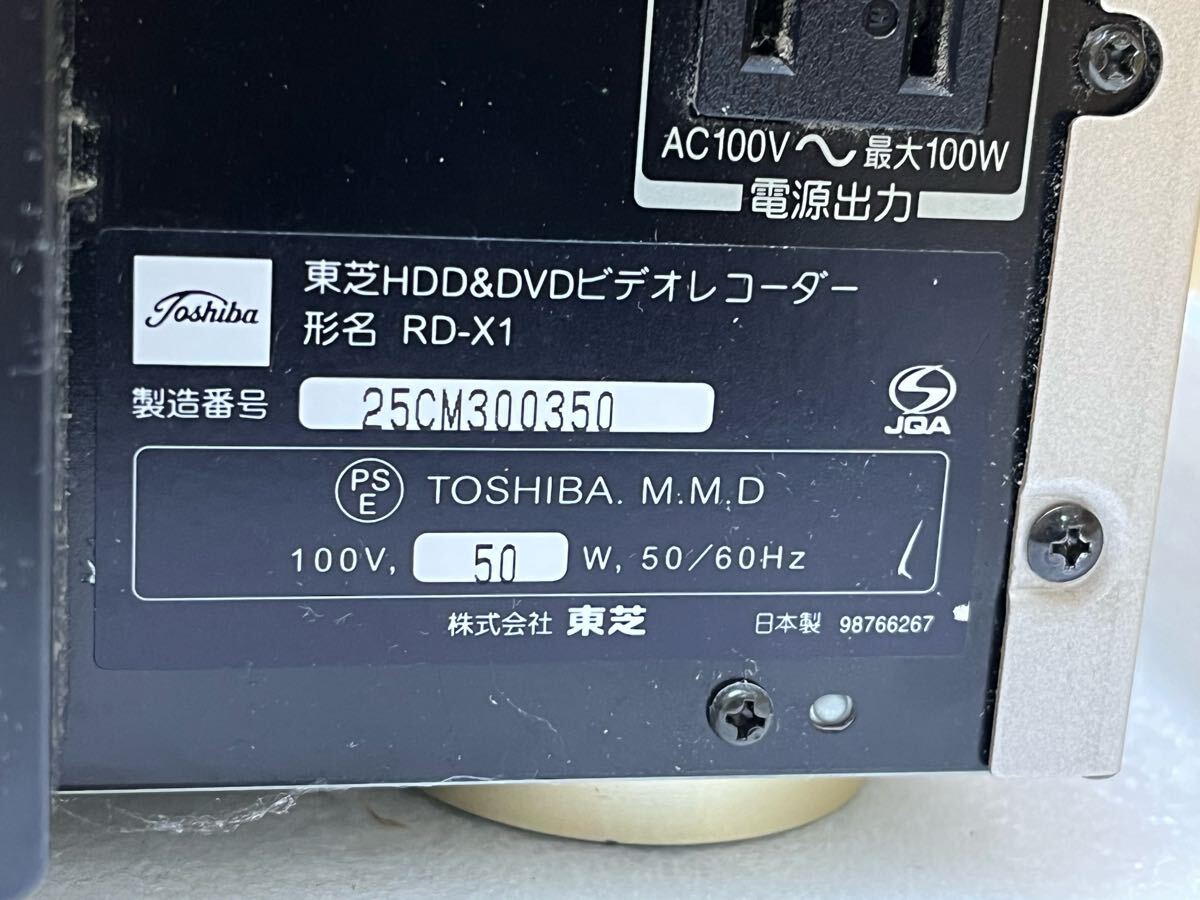 AC100V～最大100W
電源出力
Toshiba
東芝HDD&DVDビデオレコーダー
形名 RD-X1
製造番号 25CM300350
JQA
PSE TOSHIBA. M.M.D
100V, 50 W, 50/60Hz
株式会社 東芝 日本製 98766267